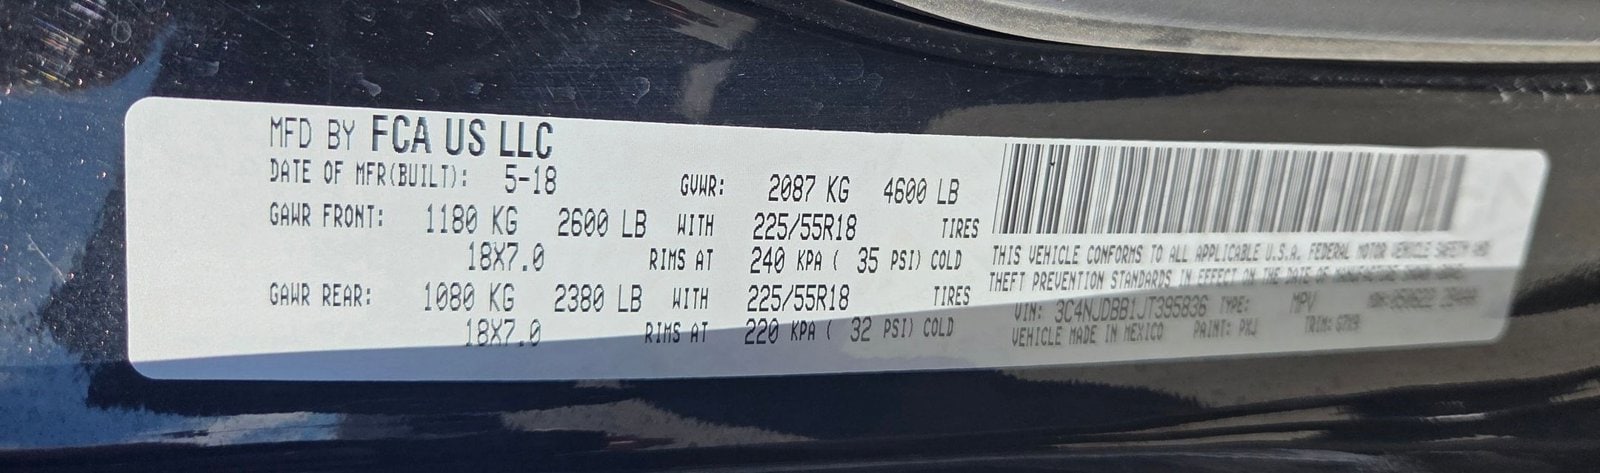 MFD BY FCA US LLC
DATE OF MFR(BUILT): 5-18 GVWR: 2087 KG 4600 LB
GAWR FRONT: 1180 KG 2600 LB WITH 225/55R18 TIRES
18X7.0 RIMS AT 240 KPA ( 35 PSI) COLD
GAWR REAR: 1080 KG 2380 LB WITH 225/55R18 TIRES
18X7.0 RIMS AT 220 KPA ( 32 PSI) COLD
THIS VEHICLE CONFORMS TO ALL APPLICABLE U.S.A. FEDERAL MOTOR VEHICLE SAFETY AND
THEFT PREVENTION STANDARDS IN EFFECT ON THE DATE OF MANUFACTURE SHOWN ABOVE.
VIN: 3C4NJDBB1JT395836 TYPE: MPV
VEHICLE MADE IN MEXICO PAINT: PXJ TRIM: